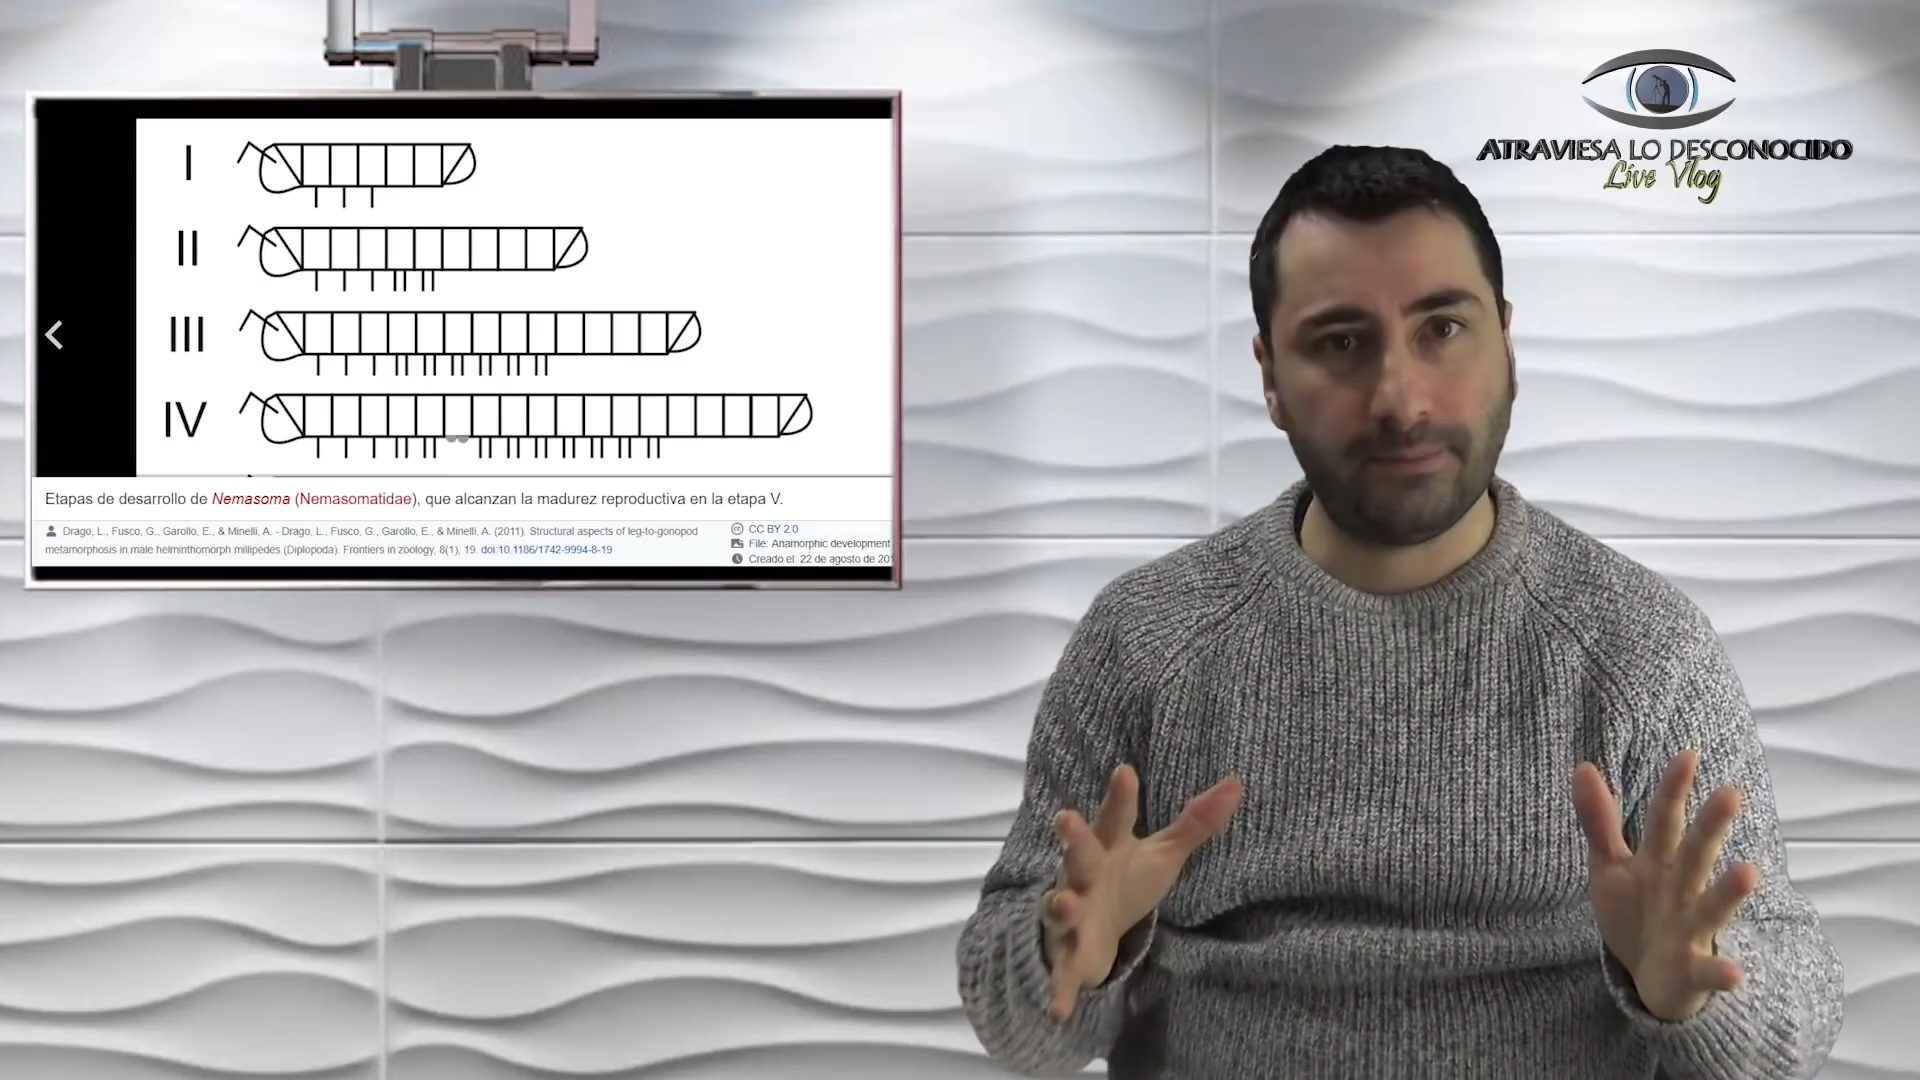 ATRAVIESA LO DESCONOCIDO
Live Vlog
I
II
III
IV
Etapas de desarrollo de Nemasoma (Nemasomatidae), que alcanzan la madurez reproductiva en la etapa V.
Drago, L., Fusco, G., Garollo, E., & Minelli, A. - Drago, L., Fusco, G., Garollo, E., & Minelli, A. (2011). Structural aspects of leg-to-gonopod
metamorphosis in male helminthomorph millipedes (Diplopoda). Frontiers in zoology, 8(1), 19. doi:10.1186/1742-9994-8-19
CC BY 2.0
File: Anamorphic development
Creado el: 22 de agosto de 20